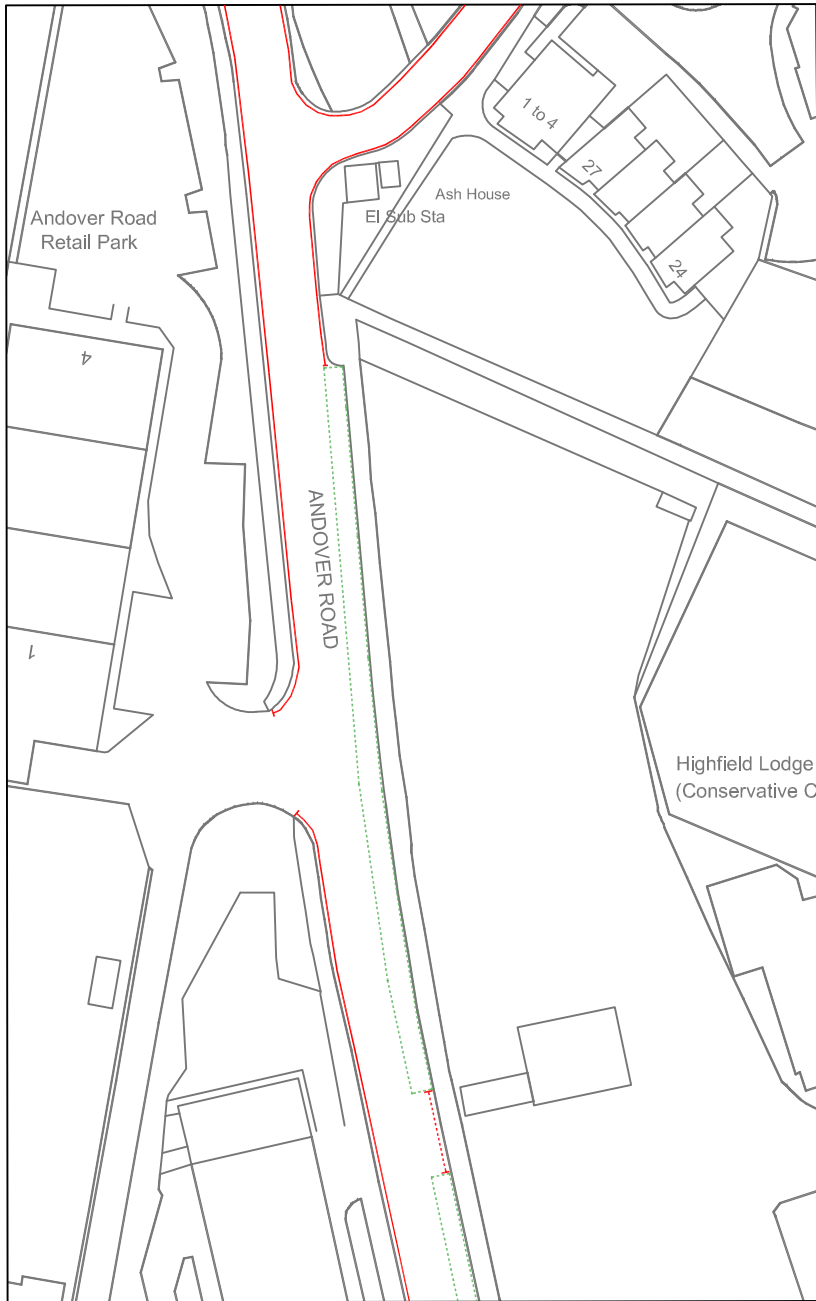 1 to 4
27
Ash House
El Sub Sta
24
Andover Road
Retail Park
4
ANDOVER ROAD
1
Highfield Lodge
(Conservative C